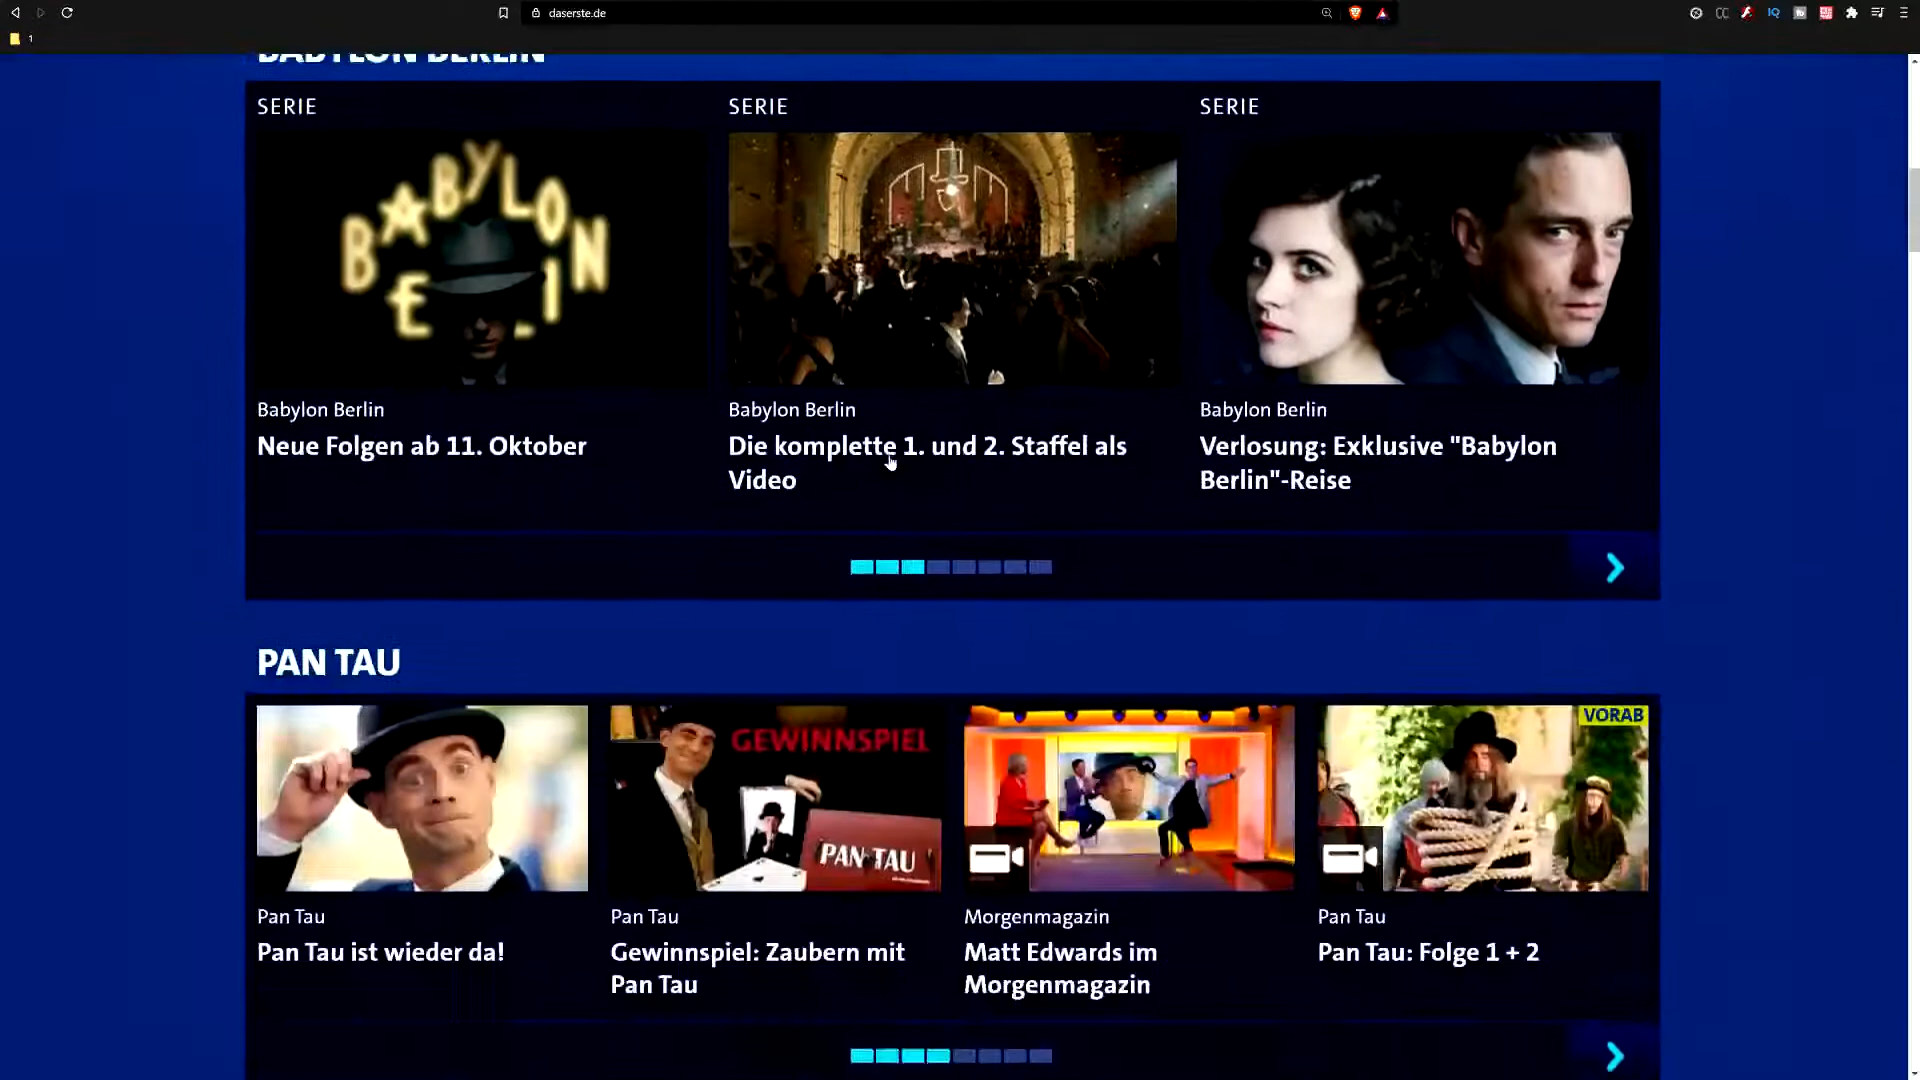 daserste.de
1
BABYLON BERLIN
SERIE
SERIE
SERIE
BABYLON
Babylon Berlin
Neue Folgen ab 11. Oktober
Babylon Berlin
Die komplette 1. und 2. Staffel als
Video
Babylon Berlin
Verlosung: Exklusive "Babylon
Berlin"-Reise
PAN TAU
GEWINNSPIEL
PAN TAU
VORAB
Pan Tau
Pan Tau ist wieder da!
Pan Tau
Gewinnspiel: Zaubern mit
Pan Tau
Morgenmagazin
Matt Edwards im
Morgenmagazin
Pan Tau
Pan Tau: Folge 1 + 2